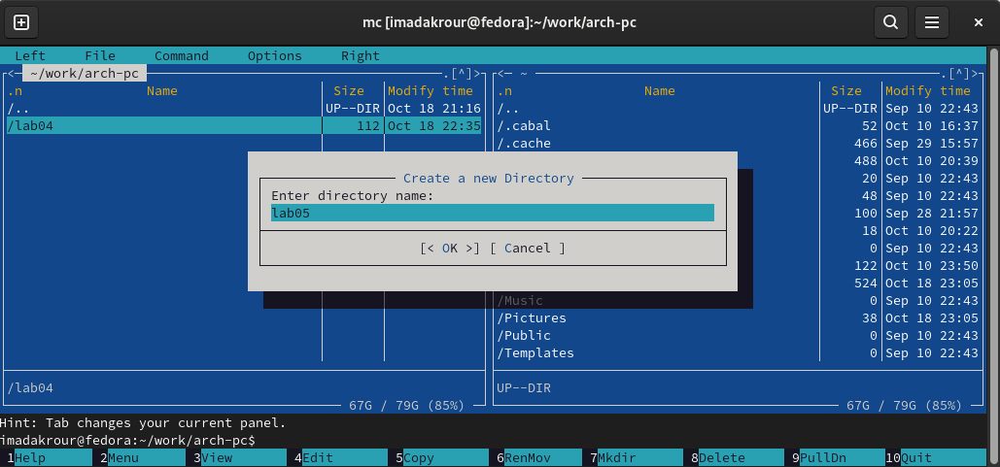 mc [imadakrour@fedora]:~/work/arch-pc
Left File Command Options Right
<- ~/work/arch-pc .[^]>
.n Name Size Modify time
/.. UP--DIR Oct 18 21:16
/lab04 112 Oct 18 22:35
/lab04
67G / 79G (85%)
<- ~ .[^]>
.n Name Size Modify time
/.. UP--DIR Sep 10 22:43
/.cabal 52 Oct 10 16:37
/.cache 466 Sep 29 15:57
488 Oct 10 20:39
20 Sep 10 22:43
48 Sep 10 22:43
100 Sep 28 21:57
18 Oct 10 20:22
0 Sep 10 22:43
122 Oct 10 23:50
524 Oct 18 23:05
/Music 0 Sep 10 22:43
/Pictures 38 Oct 18 23:05
/Public 0 Sep 10 22:43
/Templates 0 Sep 10 22:43
UP--DIR
67G / 79G (85%)
Create a new Directory
Enter directory name:
lab05
[< OK >] [ Cancel ]
Hint: Tab changes your current panel.
imadakrour@fedora:~/work/arch-pc$
1Help 2Menu 3View 4Edit 5Copy 6RenMov 7Mkdir 8Delete 9PullDn 10Quit